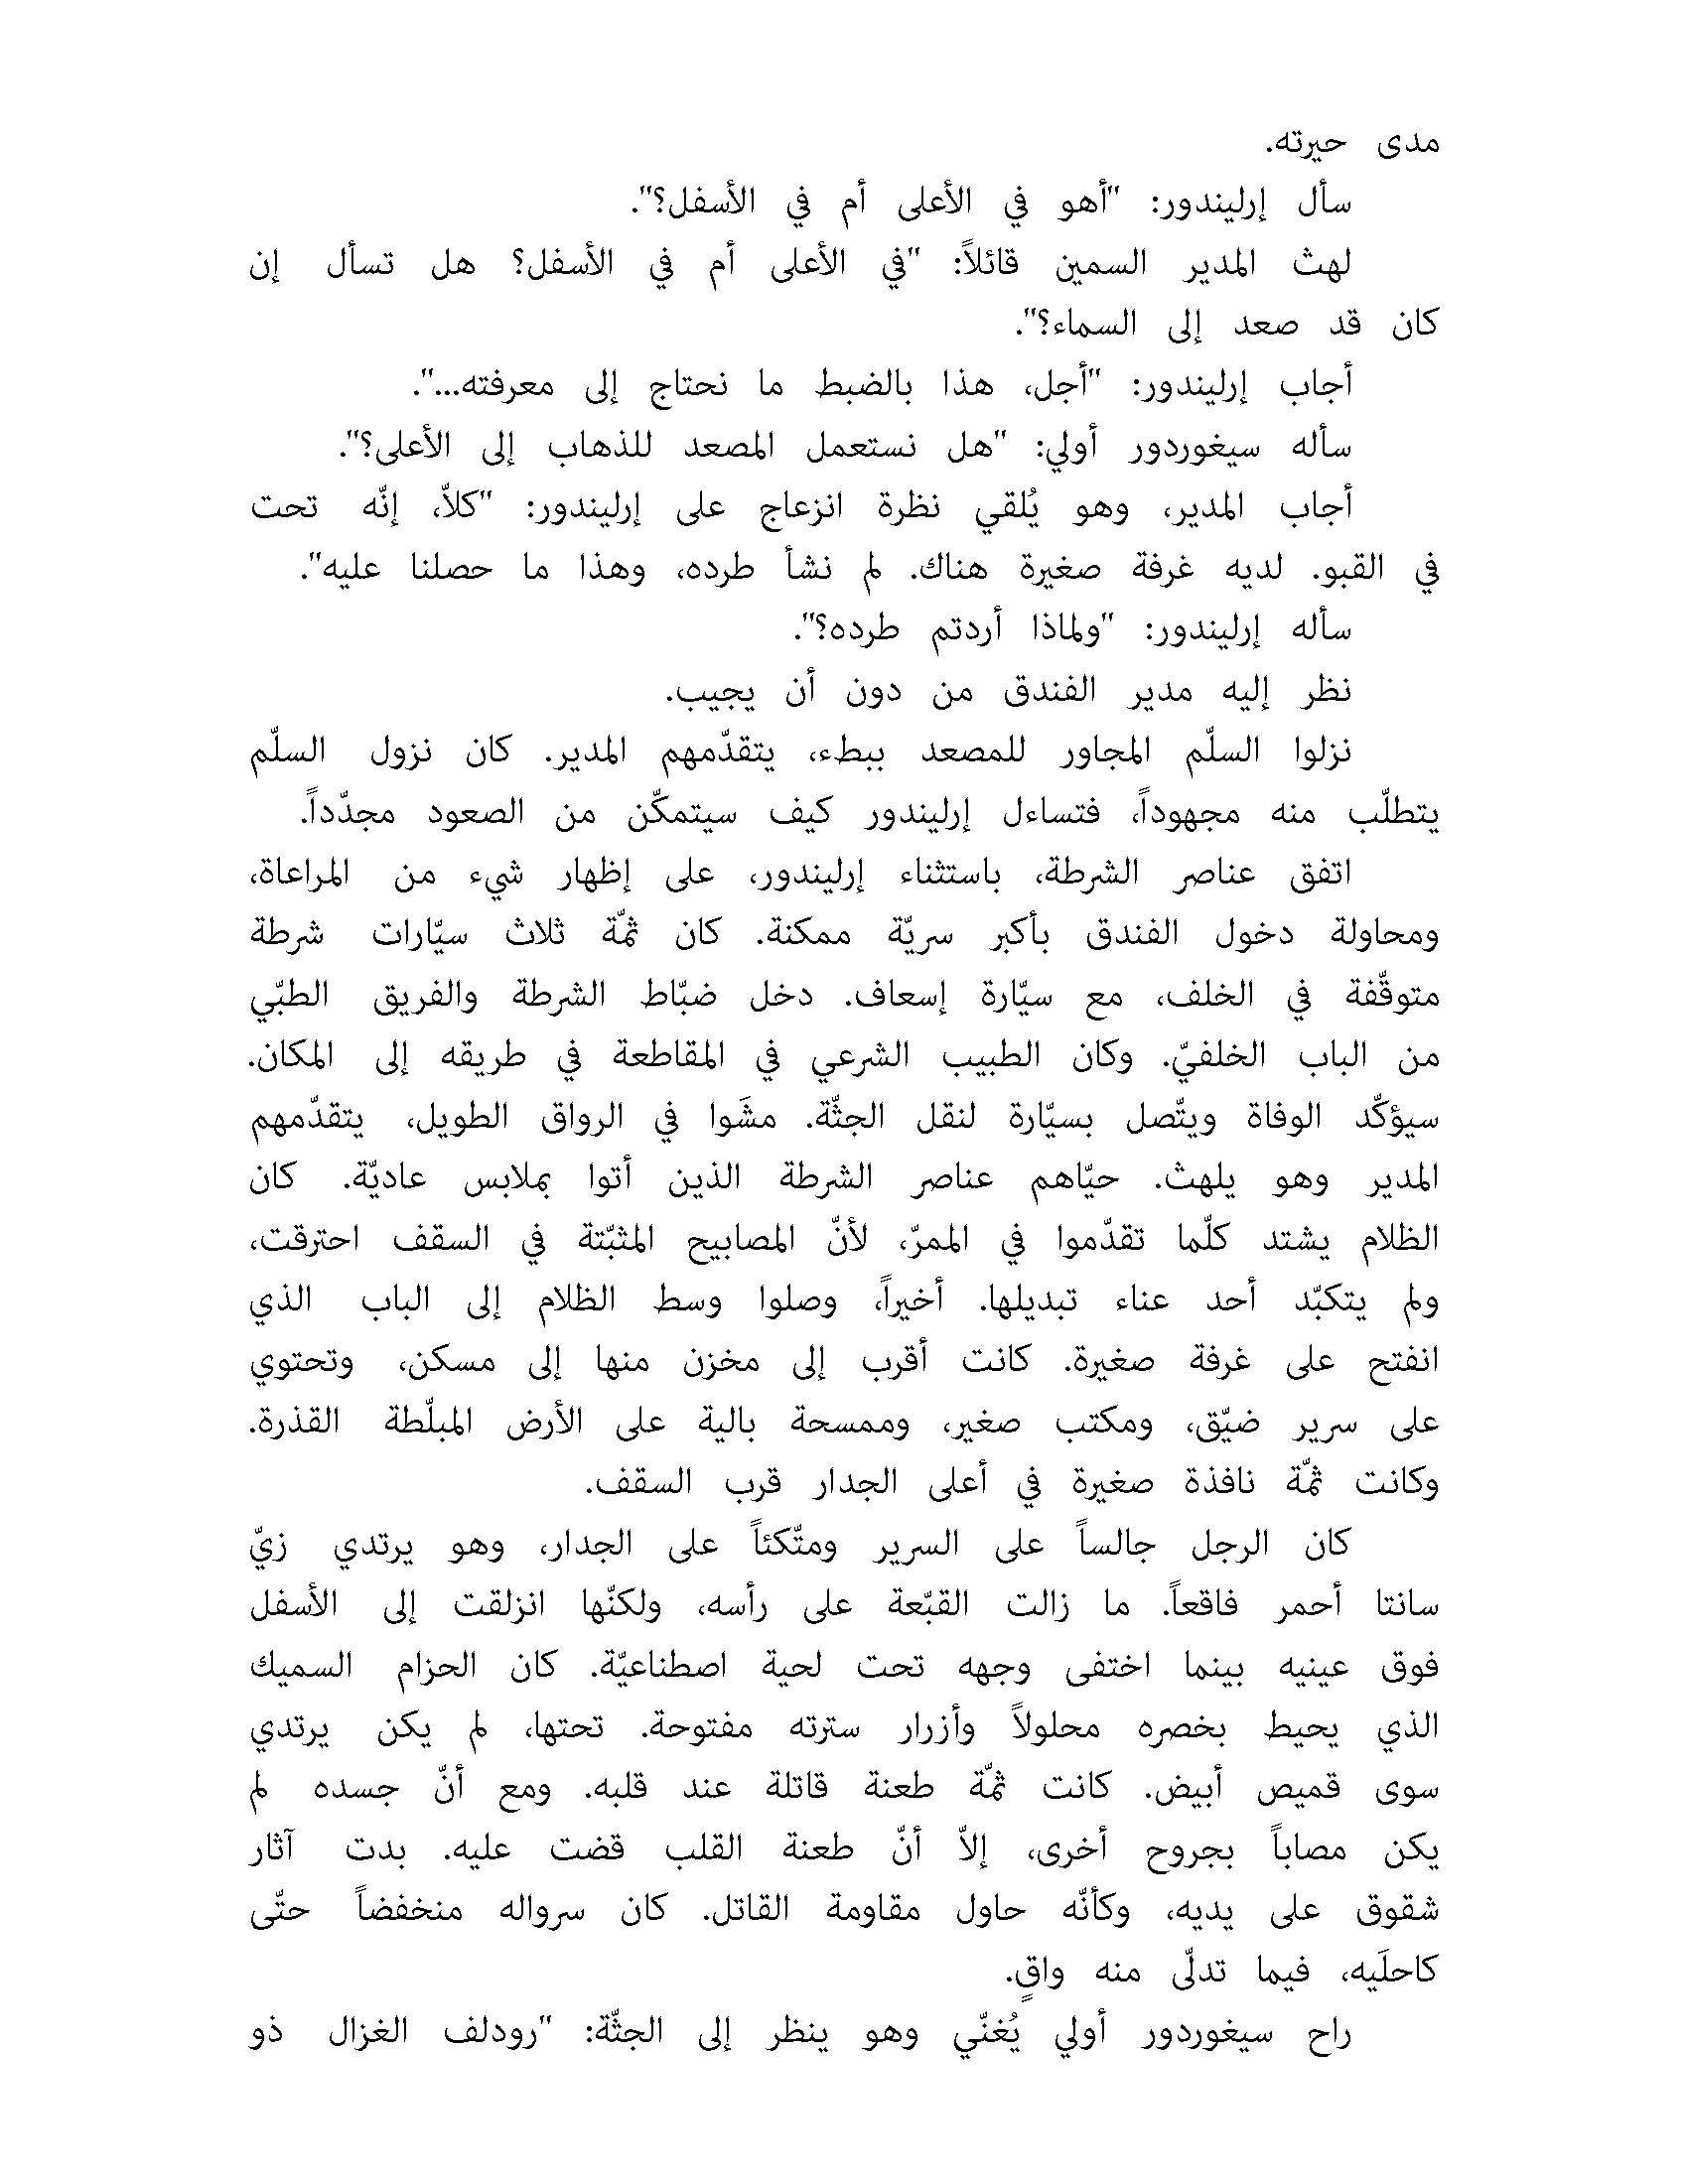 مدى حيرته.
سأل إرليندور: "أهو في الأعلى أم في الأسفل؟".
لهث المدير السمين قائلاً: "في الأعلى أم في الأسفل؟ هل تسأل إن
كان قد صعد إلى السماء؟".
أجاب إرليندور: "أجل، هذا بالضبط ما نحتاج إلى معرفته...".
سأله سيغوردور أولي: "هل نستعمل المصعد للذهاب إلى الأعلى؟".
أجاب المدير، وهو يُلقي نظرة انزعاج على إرليندور: "كلاّ، إنّه تحت
في القبو. لديه غرفة صغيرة هناك. لم نشأ طرده، وهذا ما حصلنا عليه".
سأله إرليندور: "ولماذا أردتم طرده؟".
نظر إليه مدير الفندق من دون أن يجيب.
نزلوا السلّم المجاور للمصعد ببطء، يتقدّمهم المدير. كان نزول السلّم
يتطلّب منه مجهوداً، فتساءل إرليندور كيف سيتمكّن من الصعود مجدّداً.
اتفق عناصر الشرطة، باستثناء إرليندور، على إظهار شيء من المراعاة،
ومحاولة دخول الفندق بأكبر سريّة ممكنة. كان ثمّة ثلاث سيّارات شرطة
متوقّفة في الخلف، مع سيّارة إسعاف. دخل ضبّاط الشرطة والفريق الطبّي
من الباب الخلفيّ. وكان الطبيب الشرعي في المقاطعة في طريقه إلى المكان.
سيؤكّد الوفاة ويتّصل بسيّارة لنقل الجثّة. مشَوا في الرواق الطويل، يتقدّمهم
المدير وهو يلهث. حيّاهم عناصر الشرطة الذين أتوا بملابس عاديّة. كان
الظلام يشتد كلّما تقدّموا في الممرّ، لأنّ المصابيح المثبّتة في السقف احترقت،
ولم يتكبّد أحد عناء تبديلها. أخيراً، وصلوا وسط الظلام إلى الباب الذي
انفتح على غرفة صغيرة. كانت أقرب إلى مخزن منها إلى مسكن، وتحتوي
على سرير ضيّق، ومكتب صغير، وممسحة بالية على الأرض المبلّطة القذرة.
وكانت ثمّة نافذة صغيرة في أعلى الجدار قرب السقف.
كان الرجل جالساً على السرير ومتّكئاً على الجدار، وهو يرتدي زيّ
سانتا أحمر فاقعاً. ما زالت القبّعة على رأسه، ولكنّها انزلقت إلى الأسفل
فوق عينيه بينما اختفى وجهه تحت لحية اصطناعيّة. كان الحزام السميك
الذي يحيط بخصره محلولاً وأزرار سترته مفتوحة. تحتها، لم يكن يرتدي
سوى قميص أبيض. كانت ثمّة طعنة قاتلة عند قلبه. ومع أنّ جسده لم
يكن مصاباً بجروح أخرى، إلاّ أنّ طعنة القلب قضت عليه. بدت آثار
شقوق على يديه، وكأنّه حاول مقاومة القاتل. كان سرواله منخفضاً حتّى
كاحلَيه، فيما تدلّى منه واقٍ.
راح سيغوردور أولي يُغنّي وهو ينظر إلى الجثّة: "رودلف الغزال ذو